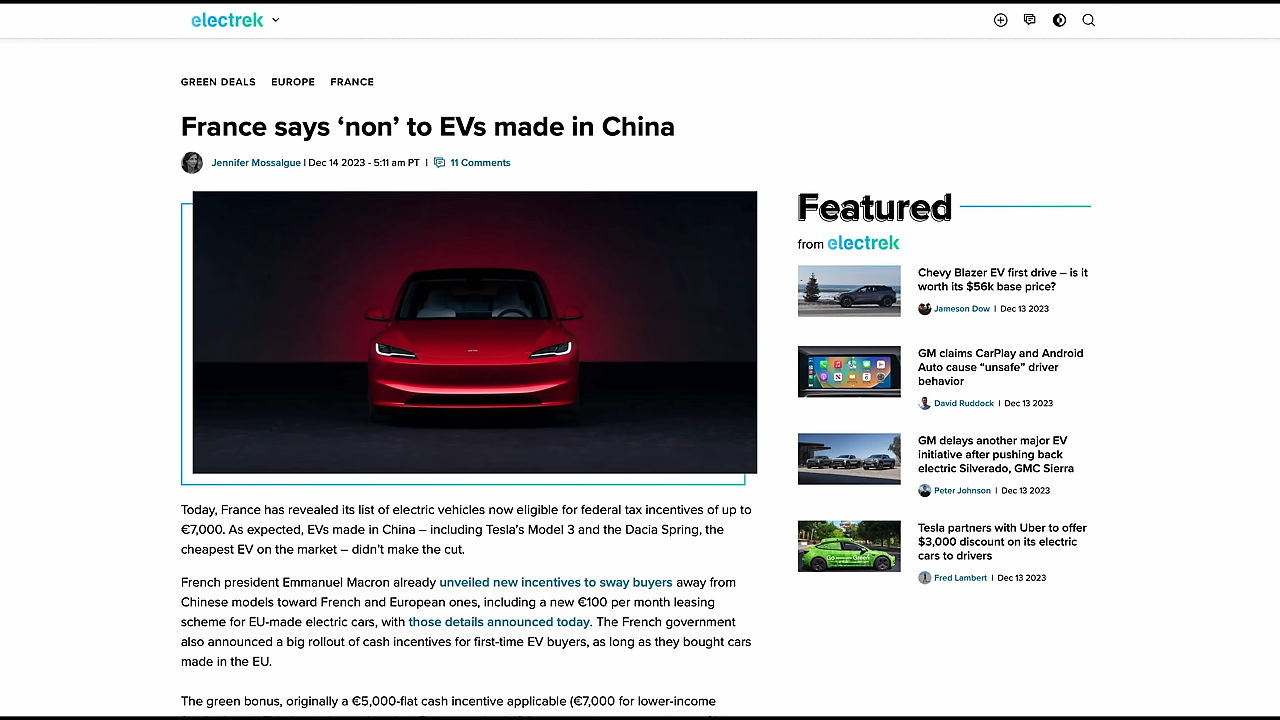 electrek
GREEN DEALS EUROPE FRANCE
France says ‘non’ to EVs made in China
Jennifer Mossalgue | Dec 14 2023 - 5:11 am PT | 11 Comments
Today, France has revealed its list of electric vehicles now eligible for federal tax incentives of up to
€7,000. As expected, EVs made in China – including Tesla’s Model 3 and the Dacia Spring, the
cheapest EV on the market – didn’t make the cut.
French president Emmanuel Macron already unveiled new incentives to sway buyers away from
Chinese models toward French and European ones, including a new €100 per month leasing
scheme for EU-made electric cars, with those details announced today. The French government
also announced a big rollout of cash incentives for first-time EV buyers, as long as they bought cars
made in the EU.
The green bonus, originally a €5,000-flat cash incentive applicable (€7,000 for lower-income
Featured
from electrek
Chevy Blazer EV first drive – is it
worth its $56k base price?
Jameson Dow | Dec 13 2023
GM claims CarPlay and Android
Auto cause “unsafe” driver
behavior
David Ruddock | Dec 13 2023
GM delays another major EV
initiative after pushing back
electric Silverado, GMC Sierra
Peter Johnson | Dec 13 2023
Tesla partners with Uber to offer
$3,000 discount on its electric
cars to drivers
Fred Lambert | Dec 13 2023